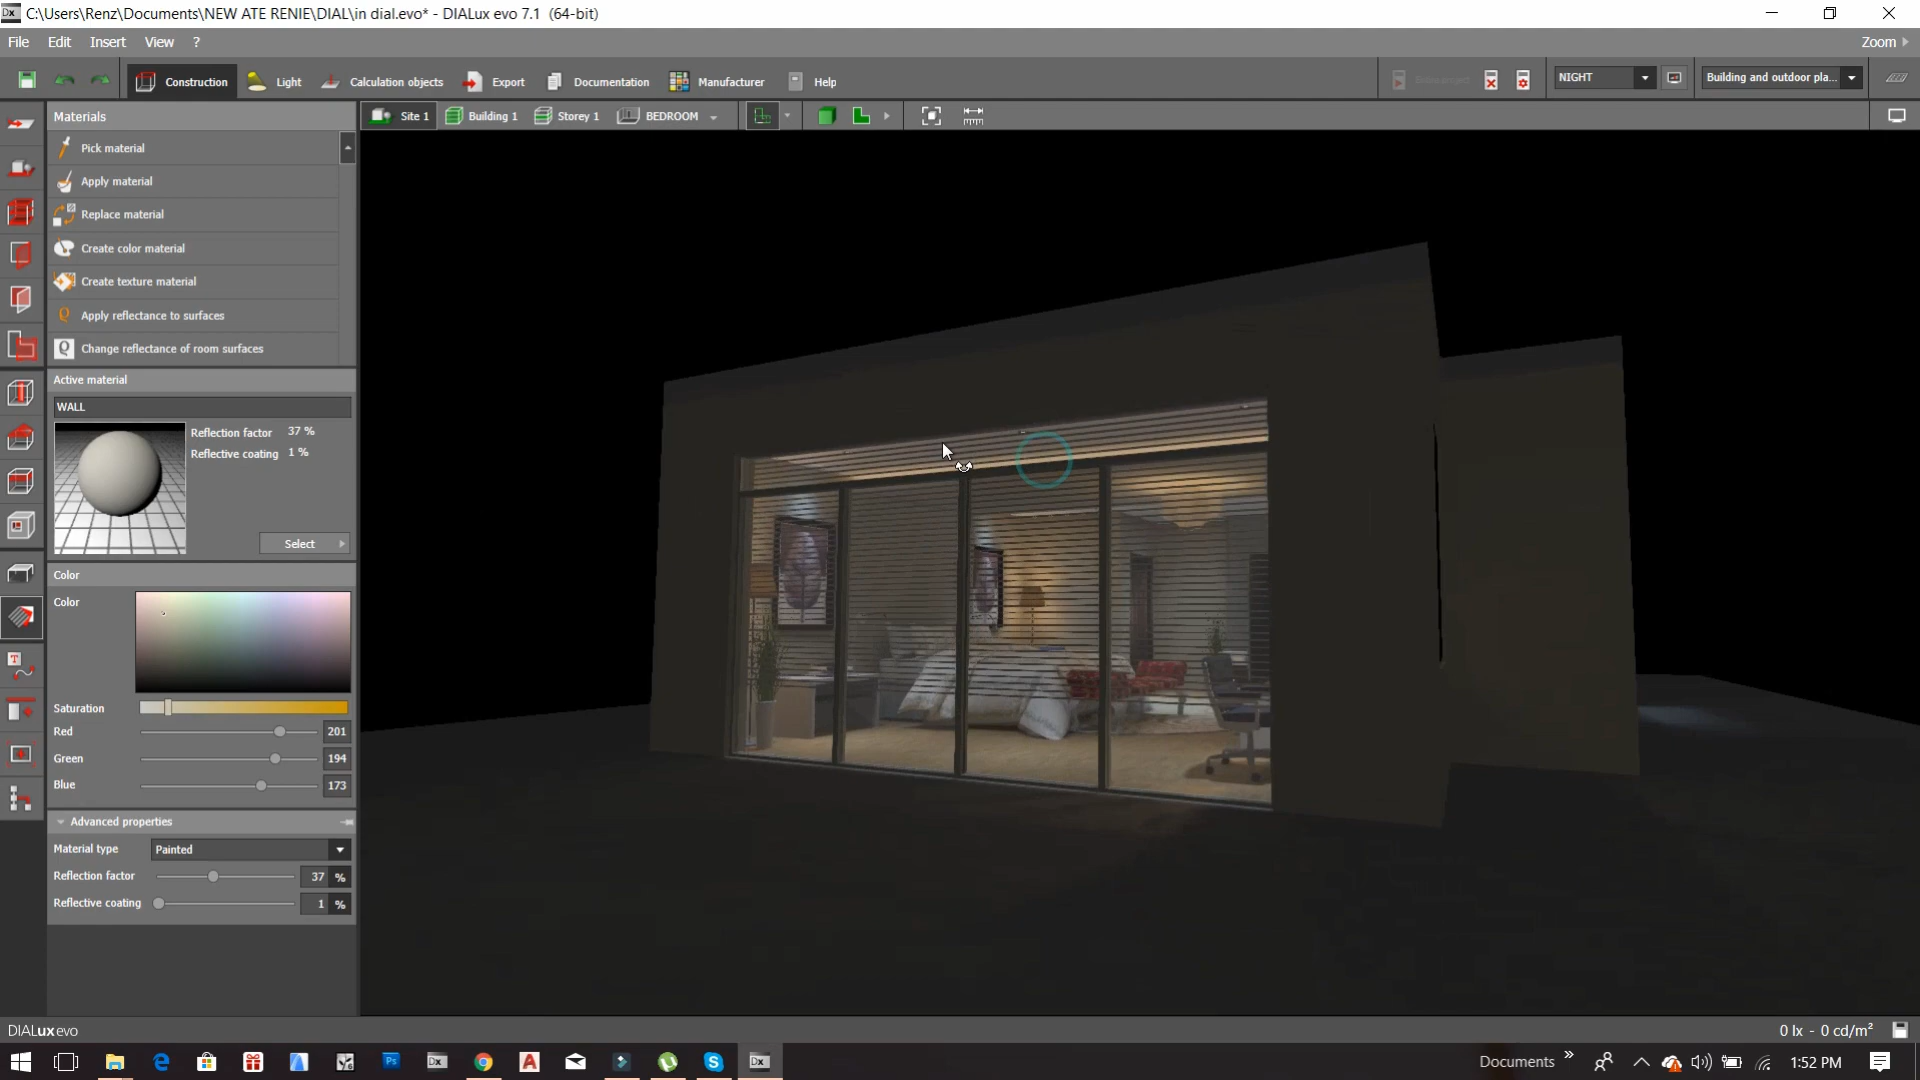 C:\Users\Renz\Documents\NEW ATE RENIE\DIAL\in dial.evo* - DIALux evo 7.1 (64-bit)
File Edit Insert View ?
Zoom
Construction Light Calculation objects Export Documentation Manufacturer Help
NIGHT
Building and outdoor pla...
Materials
Site 1 Building 1 Storey 1 BEDROOM
Pick material
Apply material
Replace material
Create color material
Create texture material
Apply reflectance to surfaces
Change reflectance of room surfaces
Active material
WALL
Reflection factor 37 %
Reflective coating 1 %
Select
Color
Color
Saturation
Red 201
Green 194
Blue 173
Advanced properties
Material type Painted
Reflection factor 37 %
Reflective coating 1 %
DIALux evo
0 lx - 0 cd/m²
Documents
1:52 PM